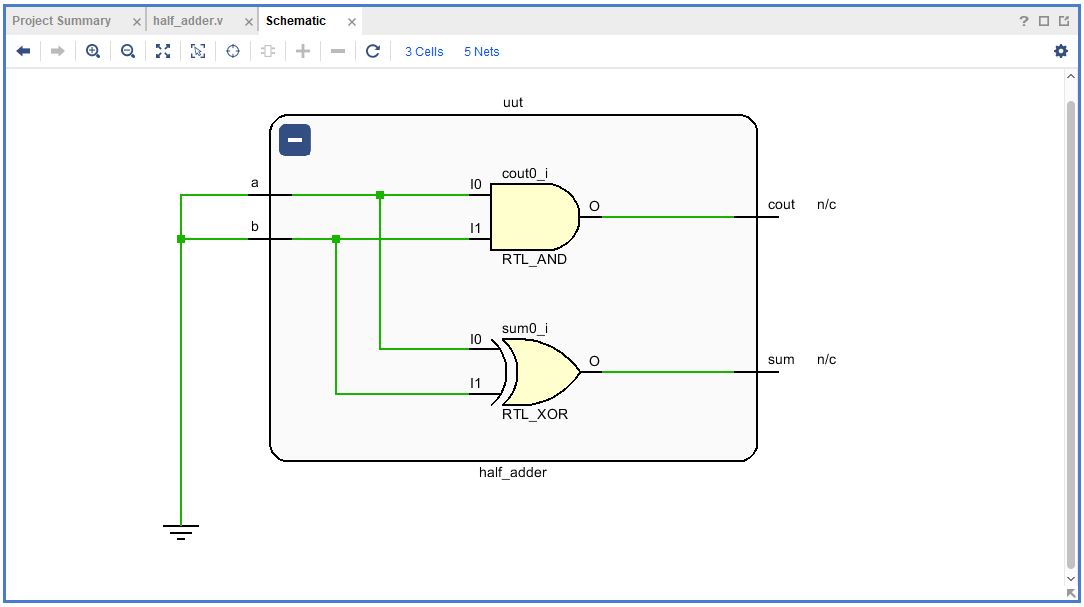 Project Summary × half_adder.v × Schematic ×
?
3 Cells 5 Nets
uut
cout0_i
a I0 O cout n/c
b I1
RTL_AND
sum0_i
I0 O sum n/c
I1
RTL_XOR
half_adder